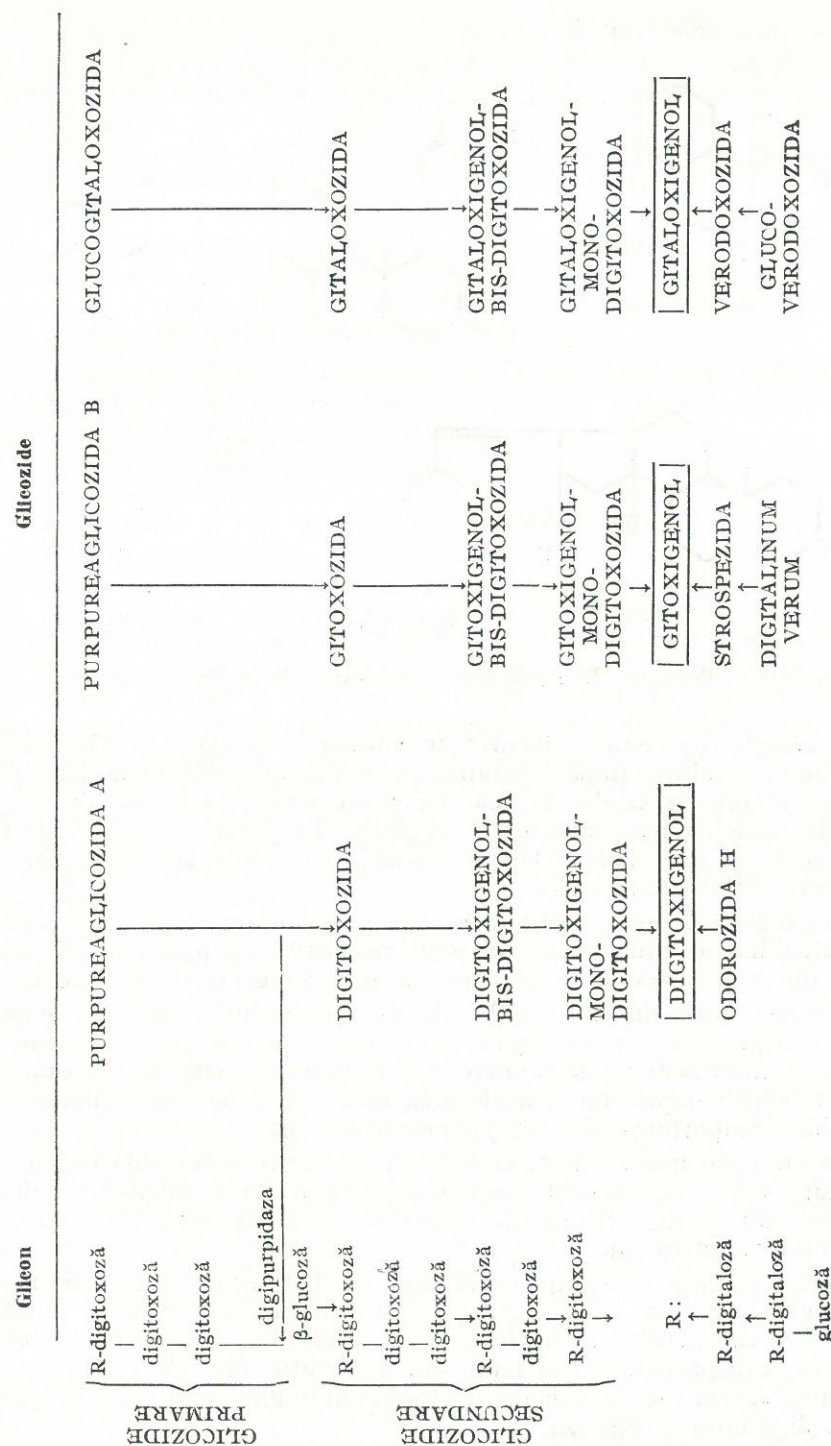 Glicon
Glicozide
GLICOZIDE
PRIMARE
R-digitoxoză
digitoxoză
digitoxoză
digipurpidaza
β-glucoză
PURPUREAGLICOZIDA A
PURPUREAGLICOZIDA B
GLUCOGITALOXOZIDA
GLICOZIDE
SECUNDARE
R-digitoxoză
digitoxoză
digitoxoză
DIGITOXOZIDA
GITOXOZIDA
GITALOXOZIDA
R-digitoxoză
digitoxoză
DIGITOXIGENOL-
BIS-DIGITOXOZIDA
GITOXIGENOL-
BIS-DIGITOXOZIDA
GITALOXIGENOL-
BIS-DIGITOXOZIDA
R-digitoxoză
DIGITOXIGENOL-
MONO-
DIGITOXOZIDA
GITOXIGENOL-
MONO-
DIGITOXOZIDA
GITALOXIGENOL-
MONO-
DIGITOXOZIDA
R:
DIGITOXIGENOL
GITOXIGENOL
GITALOXIGENOL
R-digitaloză
ODOROZIDA H
STROSPEZIDA
VERODOXOZIDA
R-digitaloză
glucoză
DIGITALINUM
VERUM
GLUCO-
VERODOXOZIDA